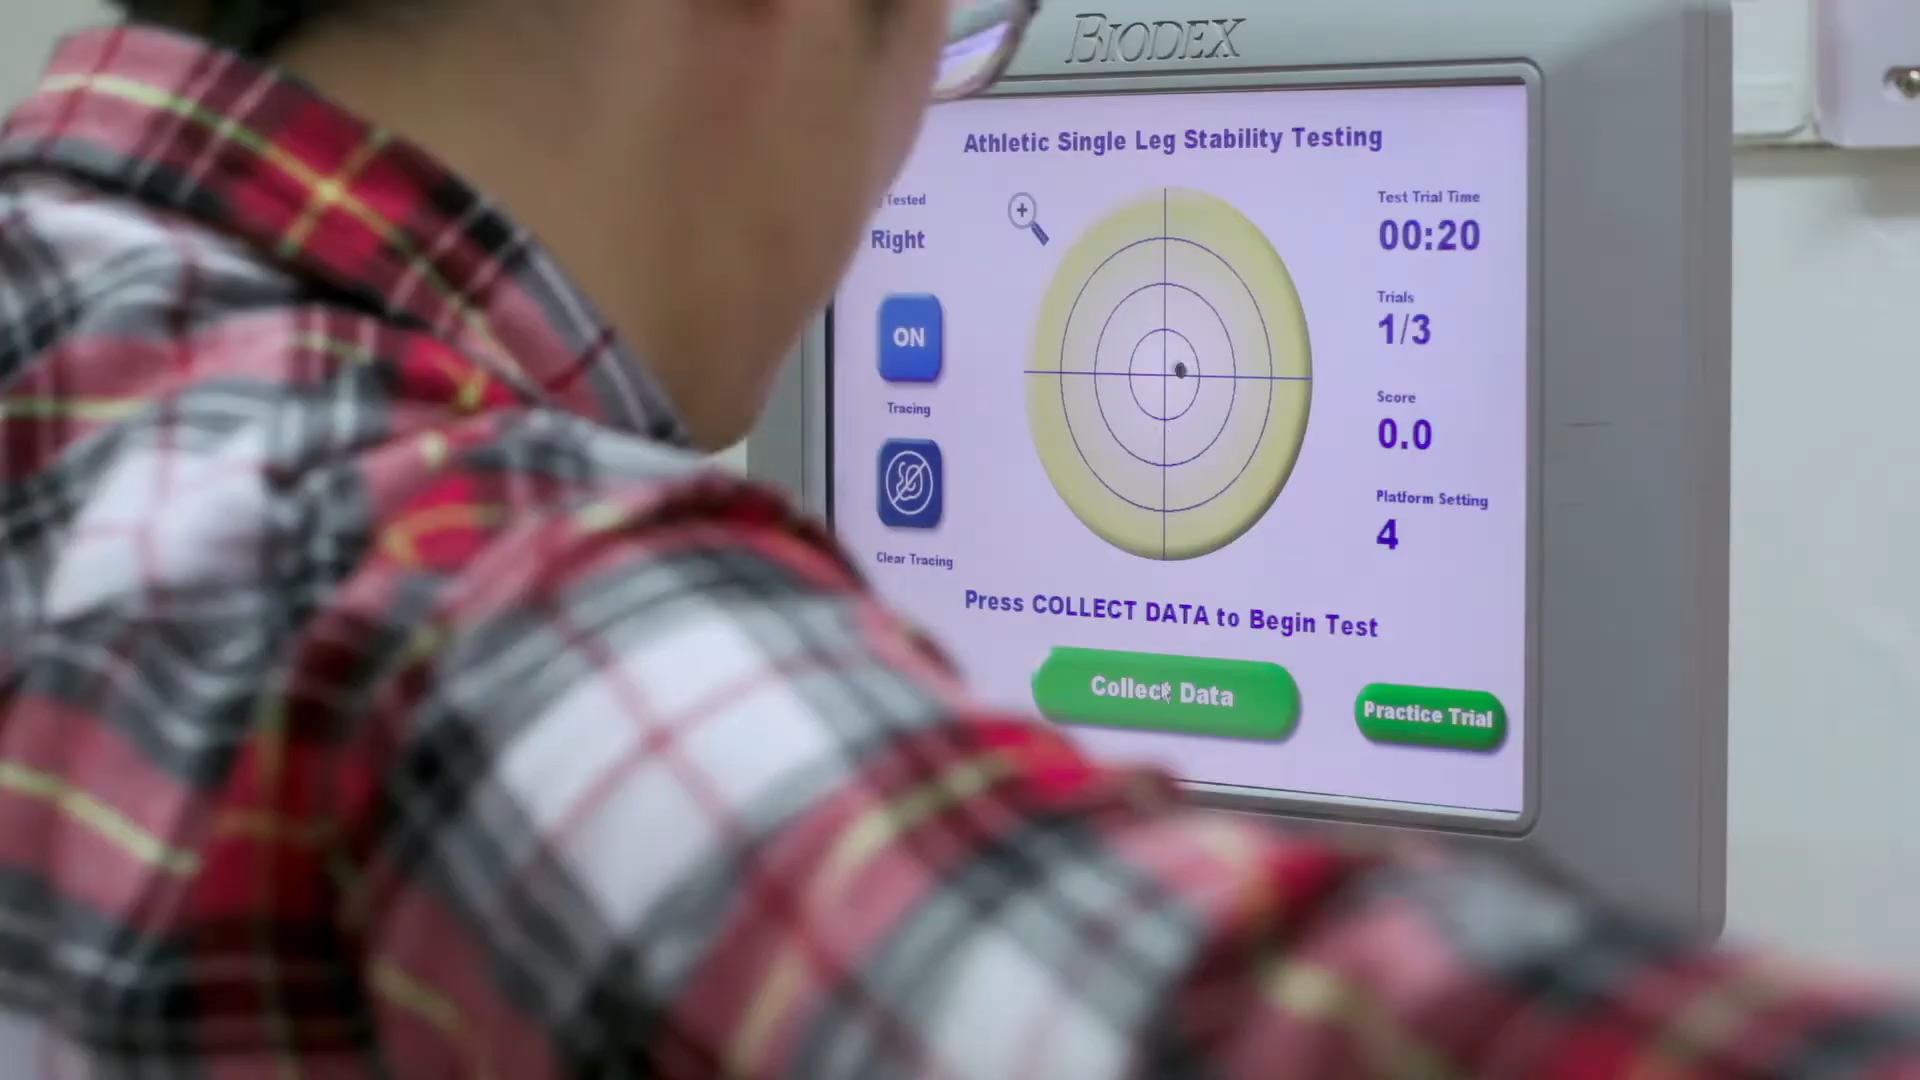 BIODEX
Athletic Single Leg Stability Testing
Tested
Right
ON
Tracing
Clear Tracing
Test Trial Time
00:20
Trials
1/3
Score
0.0
Platform Setting
4
Press COLLECT DATA to Begin Test
Collect Data
Practice Trial